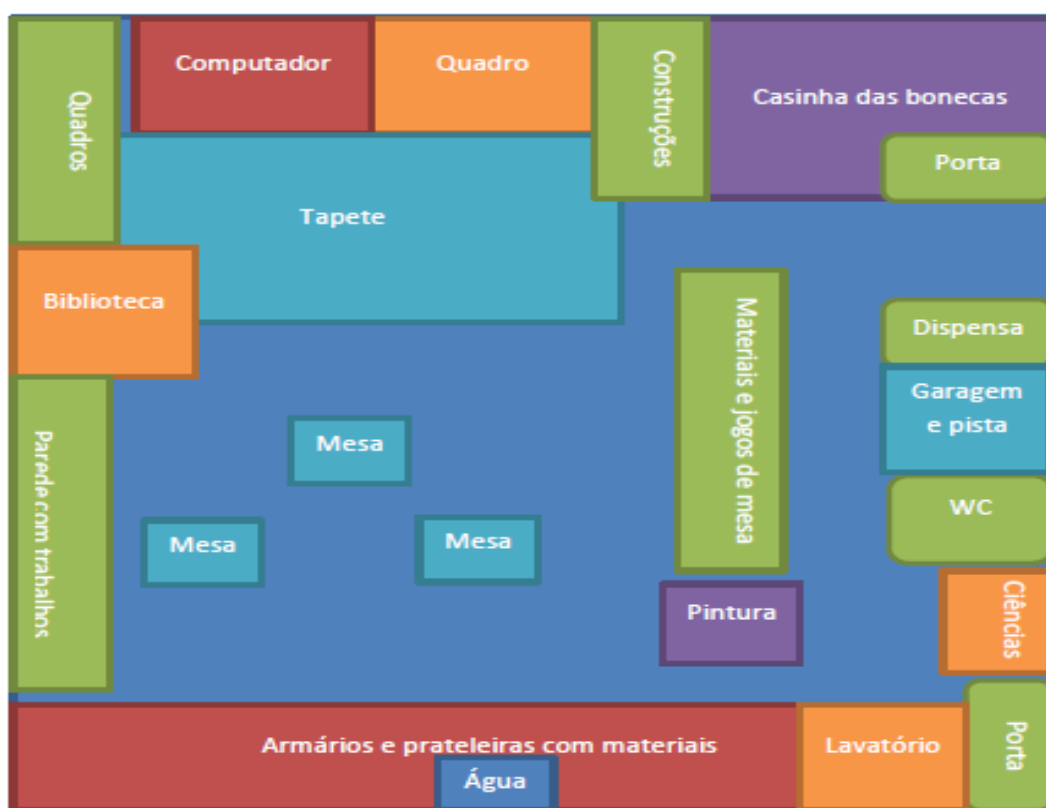 Computador
Quadro
Construções
Casinha das bonecas
Quadros
Porta
Tapete
Biblioteca
Materiais e jogos de mesa
Dispensa
Garagem
e pista
Parede com trabalhos
Mesa
Mesa
Mesa
WC
Pintura
Ciências
Armários e prateleiras com materiais
Lavatório
Porta
Água